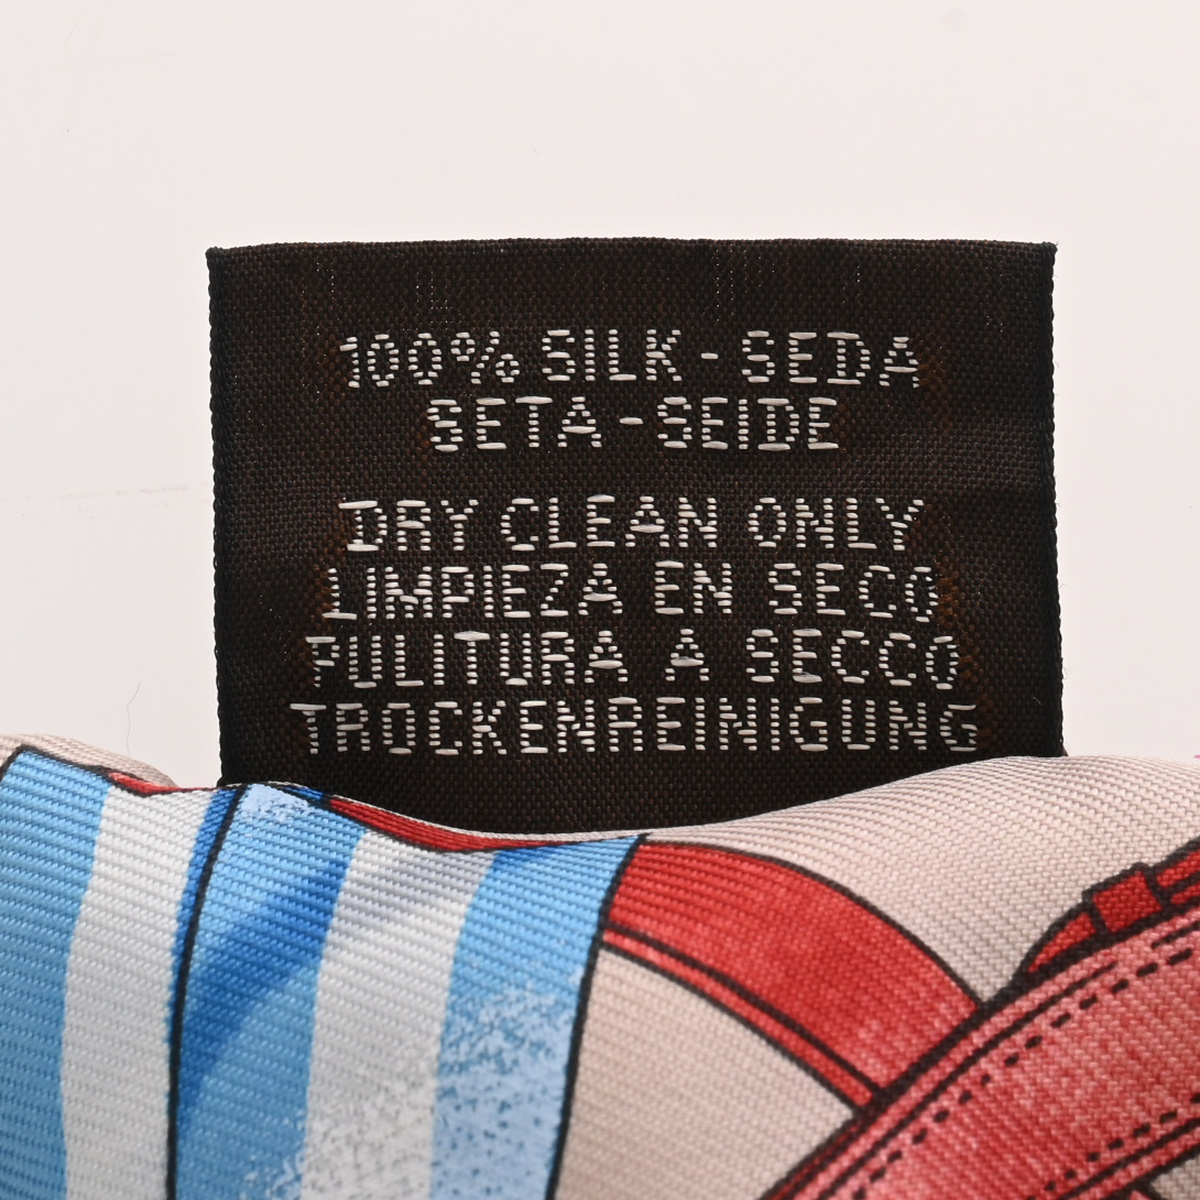 100% SILK - SEDA
SETA - SEIDE
DRY CLEAN ONLY
LIMPIEZA EN SECO
PULITURA A SECCO
TROCKENREINIGUNG